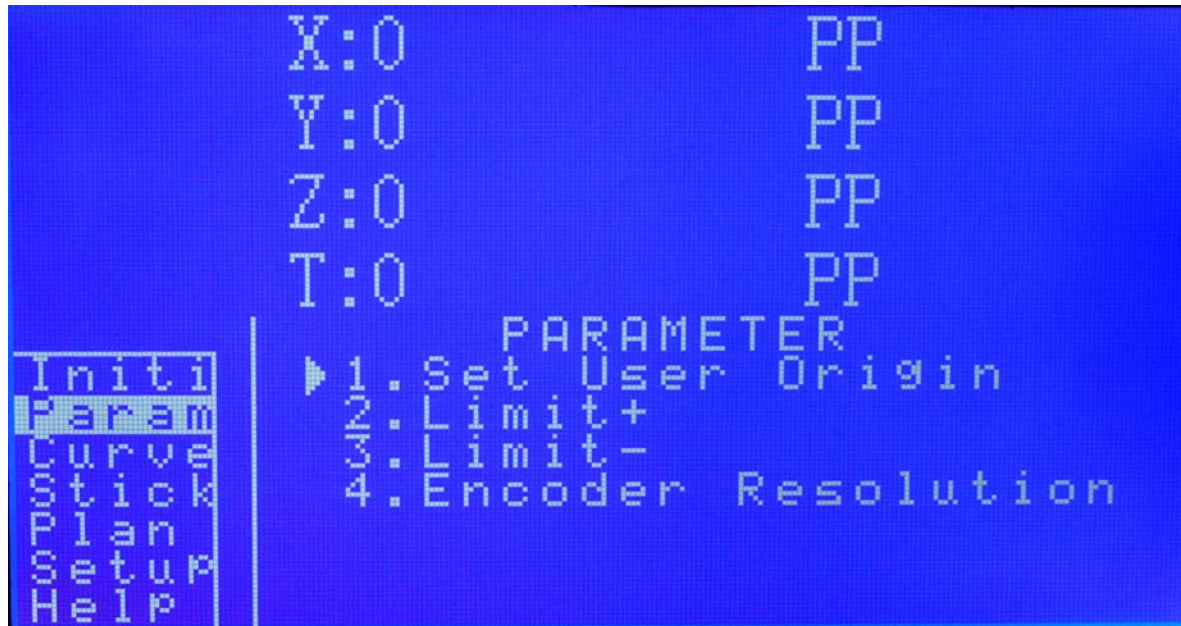 X:0 PP
Y:0 PP
Z:0 PP
T:0 PP
PARAMETER
1.Set User Origin
2.Limit+
3.Limit-
4.Encoder Resolution
Initi
Param
Curve
Stick
Plan
Setup
Help